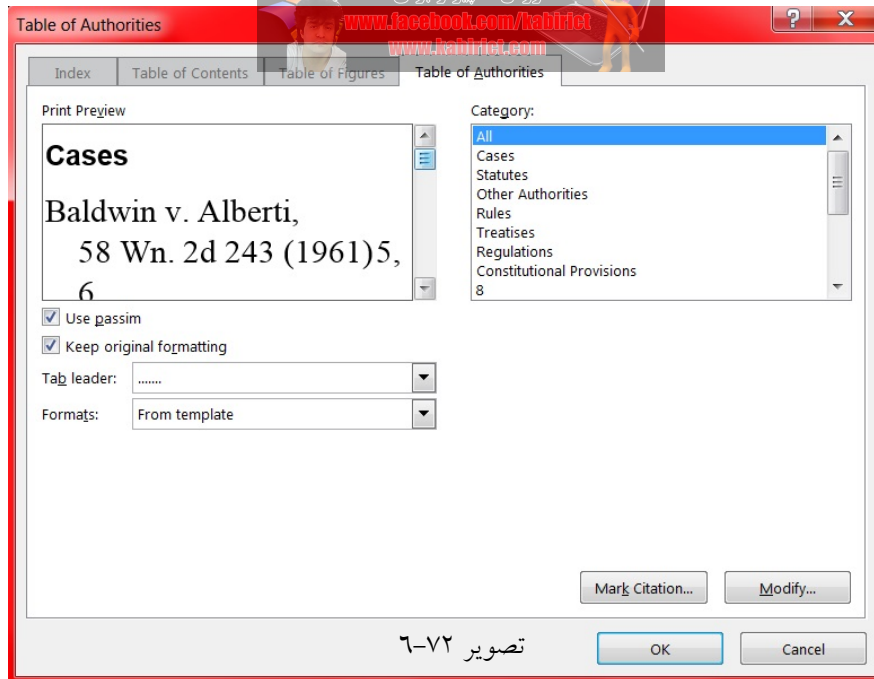 www.facebook.com/kabirict
www.kabirict.com
Table of Authorities
Index
Table of Contents
Table of Figures
Table of Authorities
Print Preview
Cases
Baldwin v. Alberti,
58 Wn. 2d 243 (1961)5,
6
Category:
All
Cases
Statutes
Other Authorities
Rules
Treatises
Regulations
Constitutional Provisions
8
Use passim
Keep original formatting
Tab leader: .......
Formats: From template
Mark Citation...
Modify...
تصویر ٧٢-٦
OK
Cancel